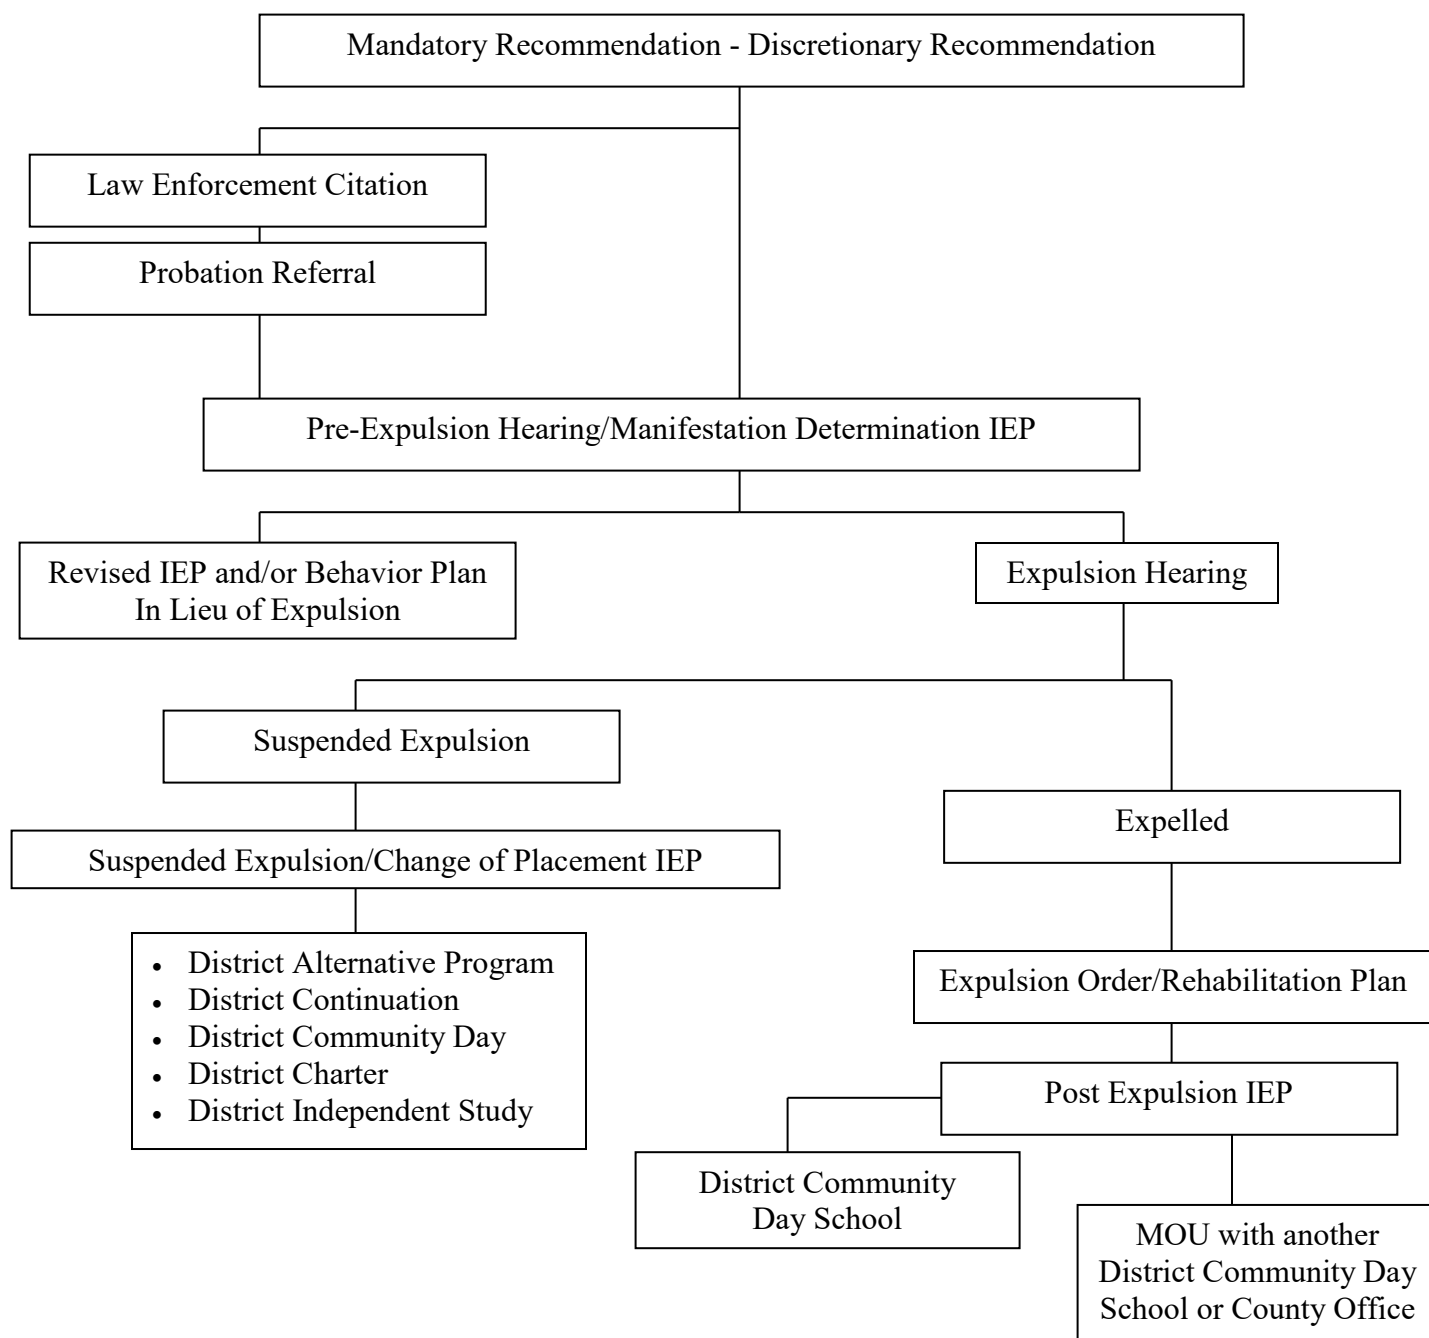 Mandatory Recommendation - Discretionary Recommendation
Law Enforcement Citation
Probation Referral
Pre-Expulsion Hearing/Manifestation Determination IEP
Revised IEP and/or Behavior Plan
In Lieu of Expulsion
Expulsion Hearing
Suspended Expulsion
Suspended Expulsion/Change of Placement IEP
• District Alternative Program
• District Continuation
• District Community Day
• District Charter
• District Independent Study
Expelled
Expulsion Order/Rehabilitation Plan
Post Expulsion IEP
District Community
Day School
MOU with another
District Community Day
School or County Office